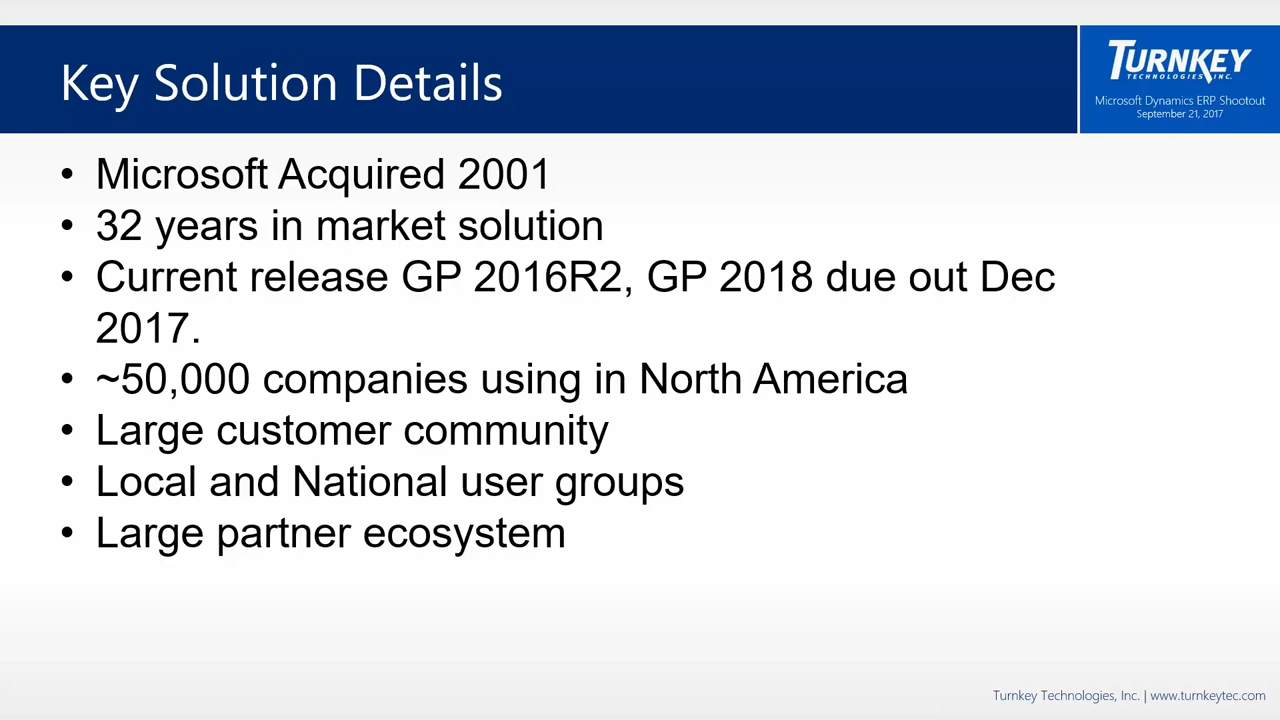 Key Solution Details
TURNKEY
TECHNOLOGIES, INC.
Microsoft Dynamics ERP Shootout
September 21, 2017
• Microsoft Acquired 2001
• 32 years in market solution
• Current release GP 2016R2, GP 2018 due out Dec
2017.
• ~50,000 companies using in North America
• Large customer community
• Local and National user groups
• Large partner ecosystem
Turnkey Technologies, Inc. | www.turnkeytec.com